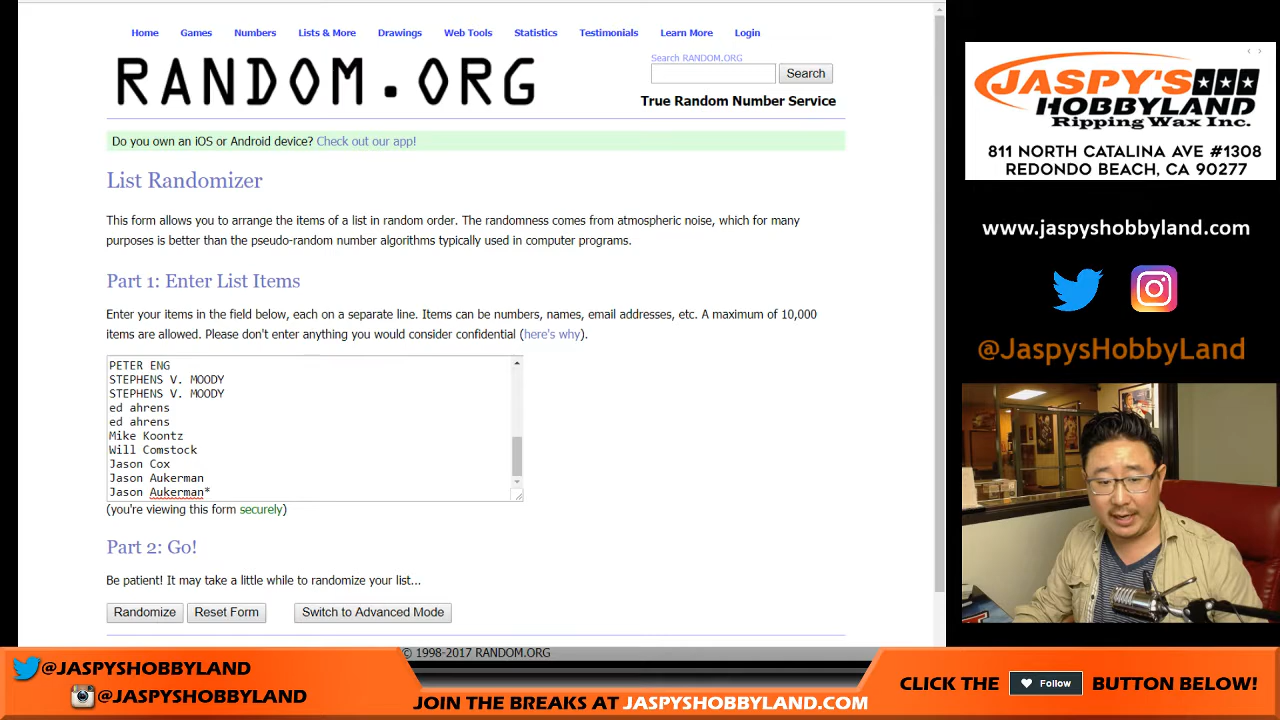 Home Games Numbers Lists & More Drawings Web Tools Statistics Testimonials Learn More Login
RANDOM.ORG
Search RANDOM.ORG
Search
True Random Number Service
Do you own an iOS or Android device? Check out our app!
List Randomizer
This form allows you to arrange the items of a list in random order. The randomness comes from atmospheric noise, which for many
purposes is better than the pseudo-random number algorithms typically used in computer programs.
Part 1: Enter List Items
Enter your items in the field below, each on a separate line. Items can be numbers, names, email addresses, etc. A maximum of 10,000
items are allowed. Please don't enter anything you would consider confidential (here's why).
PETER ENG
STEPHENS V. MOODY
STEPHENS V. MOODY
ed ahrens
ed ahrens
Mike Koontz
Will Comstock
Jason Cox
Jason Aukerman
Jason Aukerman*
(you're viewing this form securely)
Part 2: Go!
Be patient! It may take a little while to randomize your list...
Randomize Reset Form Switch to Advanced Mode
© 1998-2017 RANDOM.ORG
JASPY'S
HOBBYLAND
Ripping Wax Inc.
811 NORTH CATALINA AVE #1308
REDONDO BEACH, CA 90277
www.jaspyshobbyland.com
@JaspysHobbyLand
@JASPYSHOBBYLAND
@JASPYSHOBBYLAND
JOIN THE BREAKS AT JASPYSHOBBYLAND.COM
CLICK THE Follow BUTTON BELOW!